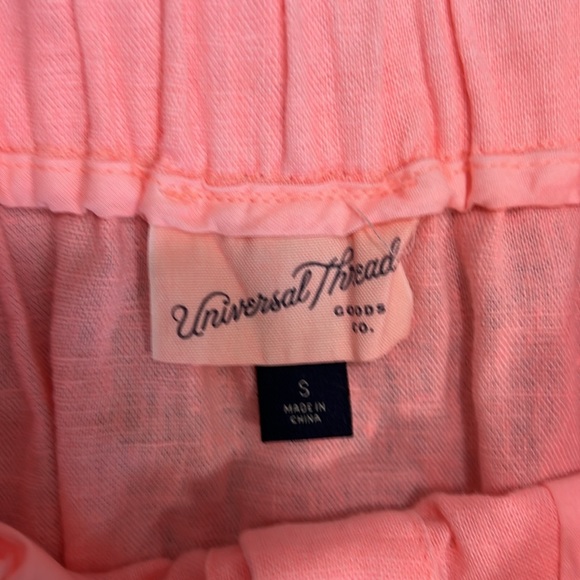 Universal Thread
GOODS
CO.
S
MADE IN
CHINA